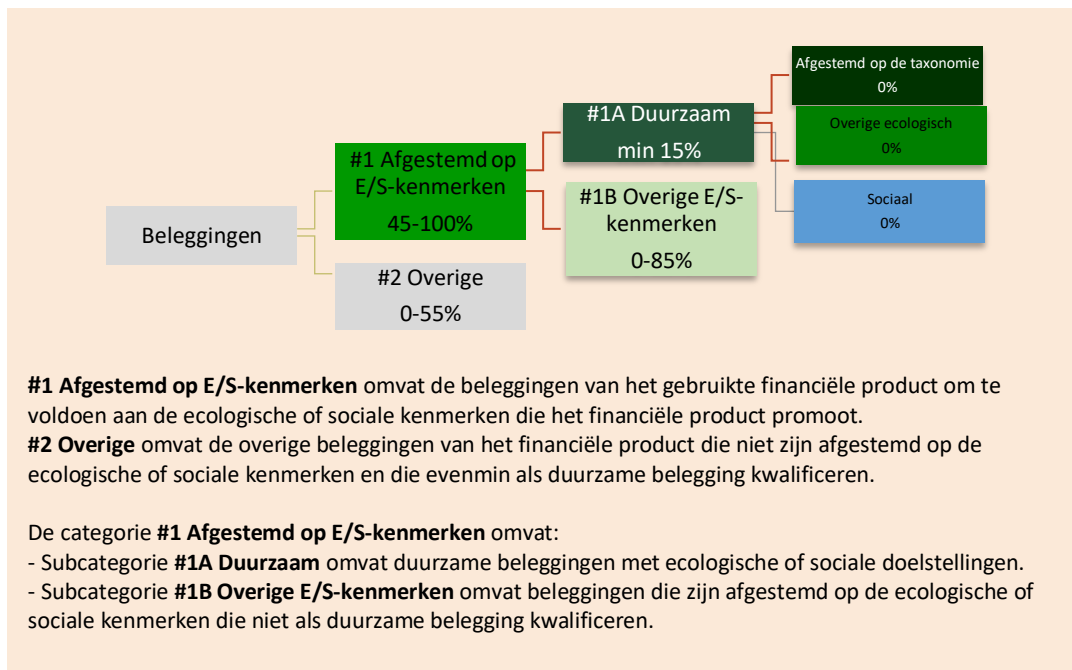 Beleggingen
#1 Afgestemd op
E/S-kenmerken
45-100%
#2 Overige
0-55%
#1A Duurzaam
min 15%
#1B Overige E/S-
kenmerken
0-85%
Afgestemd op de taxonomie
0%
Overige ecologisch
0%
Sociaal
0%
#1 Afgestemd op E/S-kenmerken omvat de beleggingen van het gebruikte financiële product om te
voldoen aan de ecologische of sociale kenmerken die het financiële product promoot.
#2 Overige omvat de overige beleggingen van het financiële product die niet zijn afgestemd op de
ecologische of sociale kenmerken en die evenmin als duurzame belegging kwalificeren.
De categorie #1 Afgestemd op E/S-kenmerken omvat:
- Subcategorie #1A Duurzaam omvat duurzame beleggingen met ecologische of sociale doelstellingen.
- Subcategorie #1B Overige E/S-kenmerken omvat beleggingen die zijn afgestemd op de ecologische of
sociale kenmerken die niet als duurzame belegging kwalificeren.